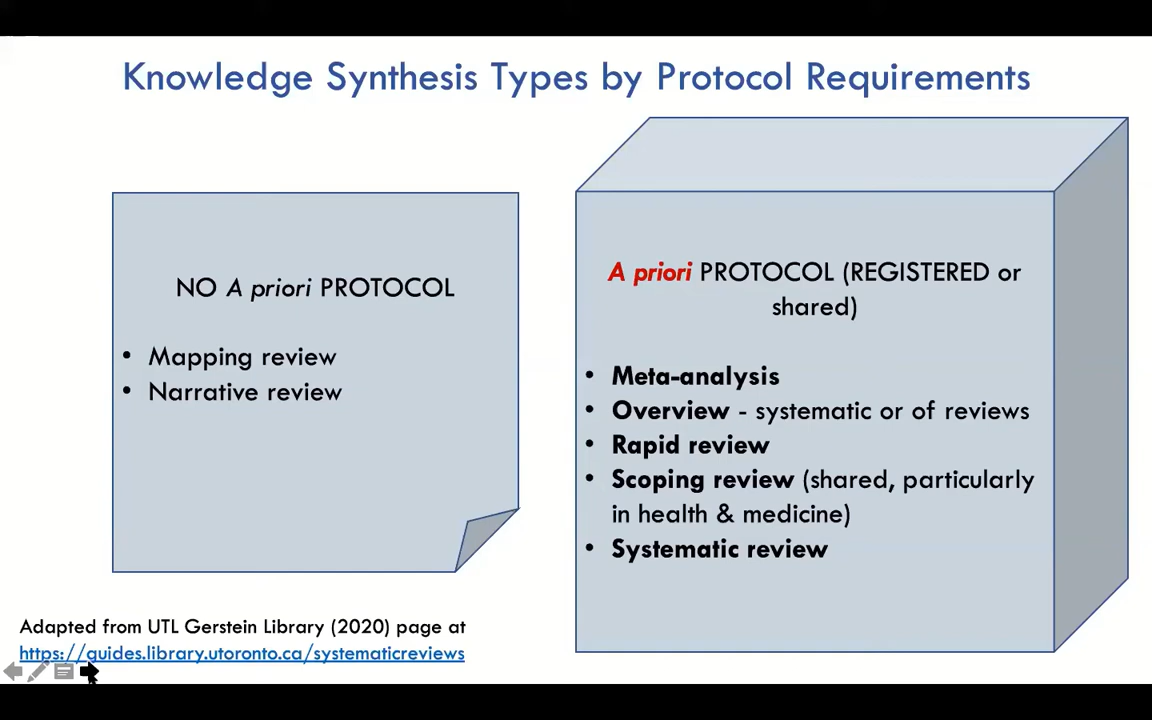 Knowledge Synthesis Types by Protocol Requirements
NO A priori PROTOCOL
• Mapping review
• Narrative review
A priori PROTOCOL (REGISTERED or
shared)
• Meta-analysis
• Overview - systematic or of reviews
• Rapid review
• Scoping review (shared, particularly
in health & medicine)
• Systematic review
Adapted from UTL Gerstein Library (2020) page at
https://guides.library.utoronto.ca/systematicreviews